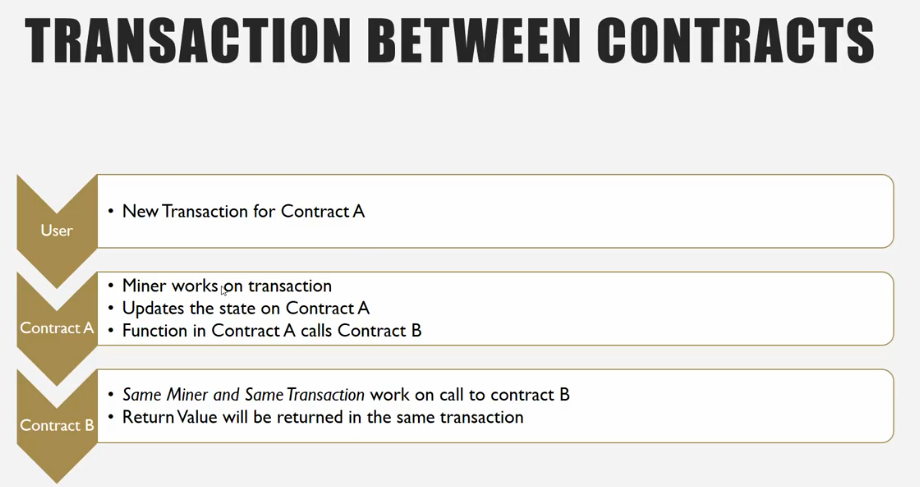 TRANSACTION BETWEEN CONTRACTS
User
• New Transaction for Contract A
Contract A
• Miner works on transaction
• Updates the state on Contract A
• Function in Contract A calls Contract B
Contract B
• Same Miner and Same Transaction work on call to contract B
• Return Value will be returned in the same transaction